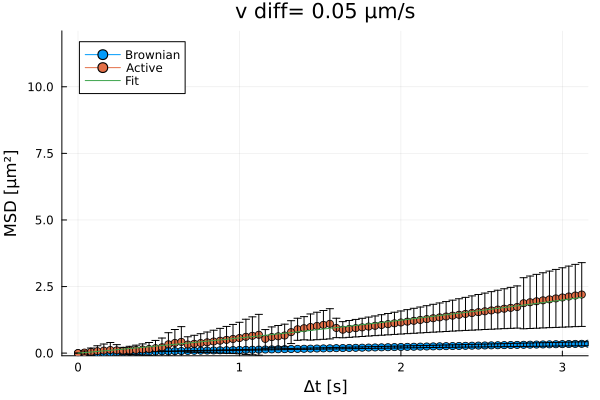 v diff= 0.05 µm/s
MSD [µm²]
10.0
7.5
5.0
2.5
0.0
Brownian
Active
Fit
0 1 2 3
Δt [s]